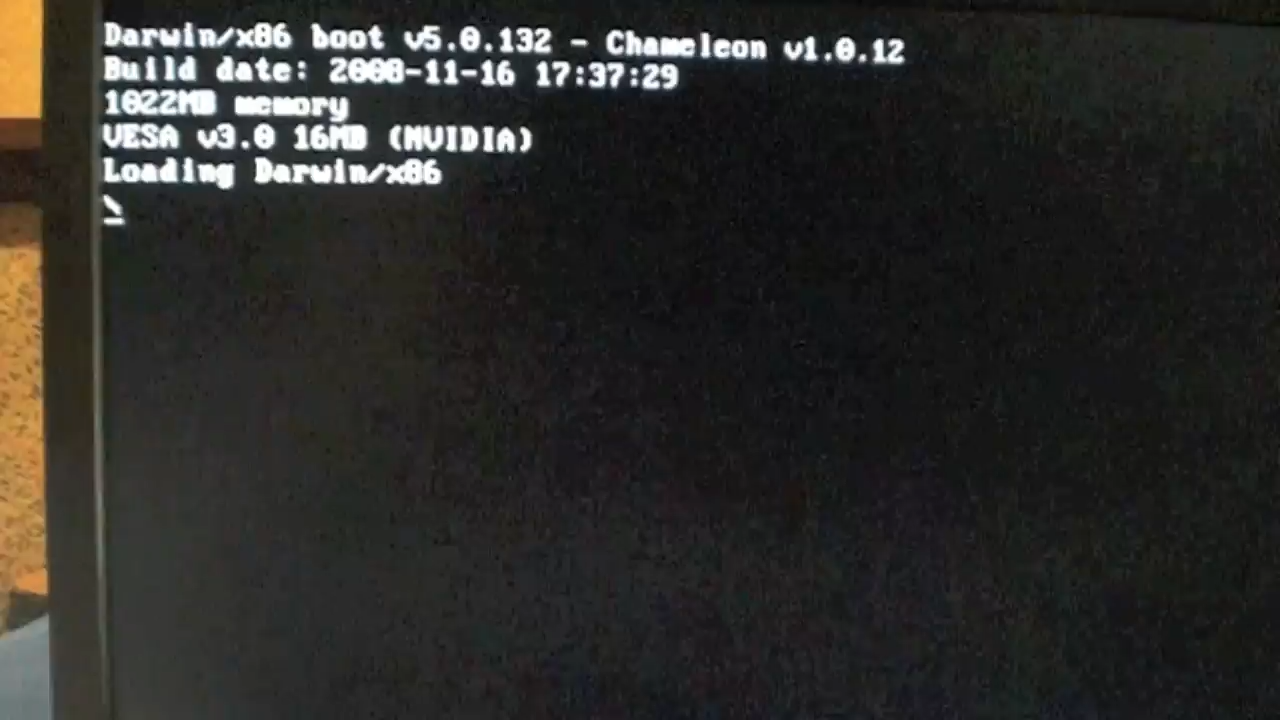 Darwin/x86 boot v5.0.132 - Chameleon v1.0.12
Build date: 2008-11-16 17:37:29
1022MB memory
VESA v3.0 16MB (NVIDIA)
Loading Darwin/x86
\